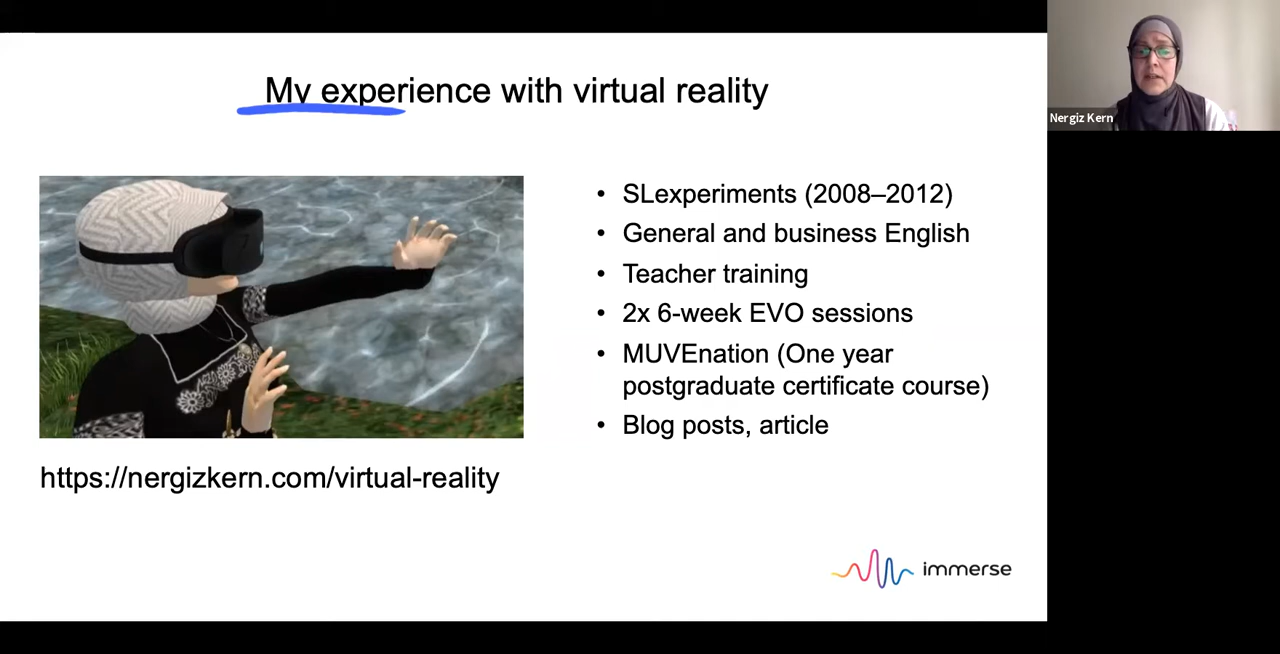 My experience with virtual reality
• SLexperiments (2008–2012)
• General and business English
• Teacher training
• 2x 6-week EVO sessions
• MUVEnation (One year
postgraduate certificate course)
• Blog posts, article
https://nergizkern.com/virtual-reality
immerse
Nergiz Kern